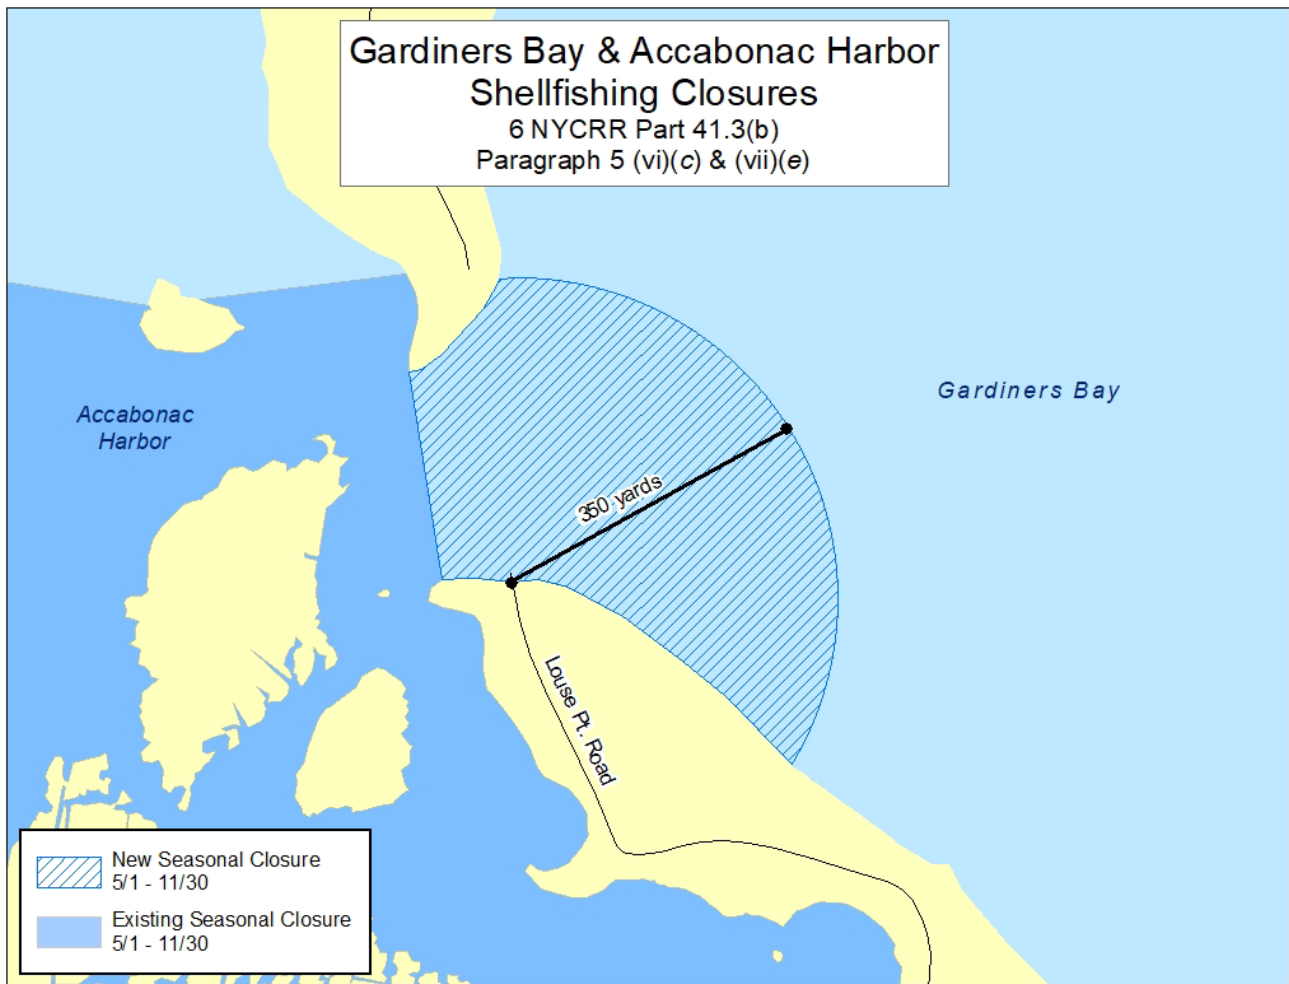 Gardiners Bay & Accabonac Harbor
Shellfishing Closures
6 NYCRR Part 41.3(b)
Paragraph 5 (vi)(c) & (vii)(e)
Gardiners Bay
Accabonac
Harbor
350 yards
Louse Pt. Road
New Seasonal Closure
5/1 - 11/30
Existing Seasonal Closure
5/1 - 11/30